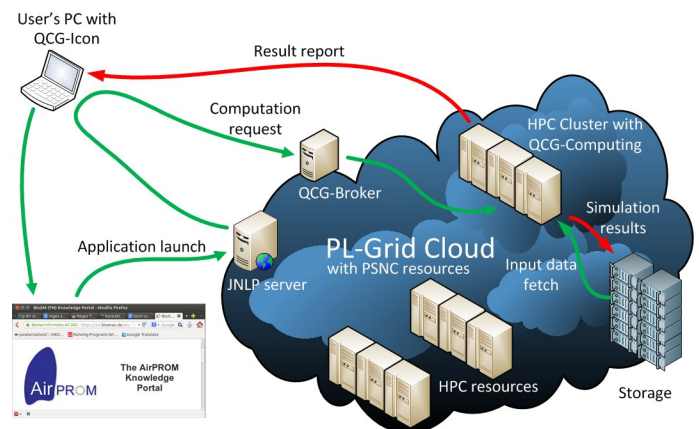 User's PC with
QCG-Icon
Result report
Computation
request
HPC Cluster with
QCG-Computing
QCG-Broker
Simulation
results
PL-Grid Cloud
with PSNC resources
Input data
fetch
Application launch
JNLP server
HPC resources
Storage
AirPROM
The AirPROM
Knowledge
Portal